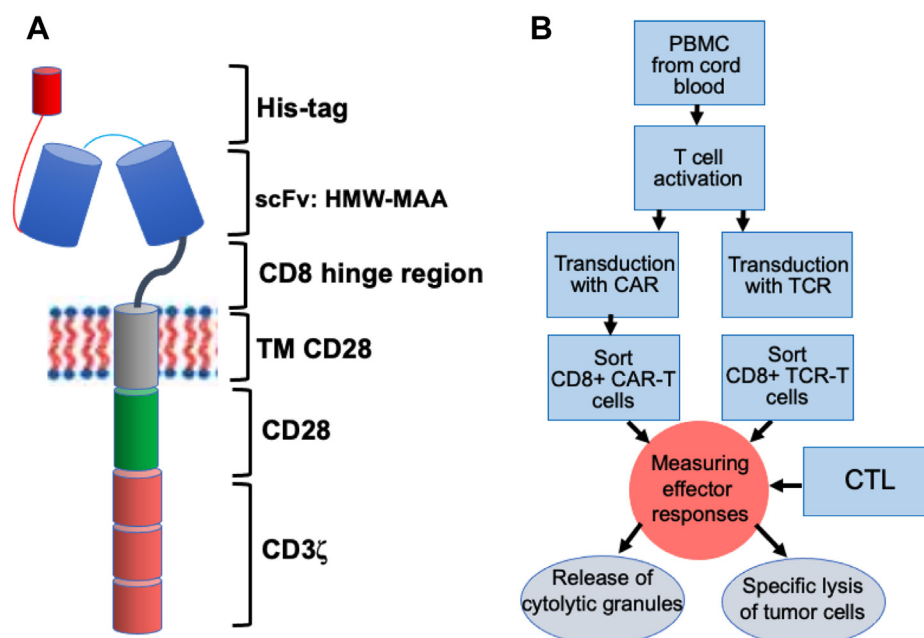 A
His-tag
scFv: HMW-MAA
CD8 hinge region
TM CD28
CD28
CD3ζ
B
PBMC
from cord
blood
T cell
activation
Transduction
with CAR
Transduction
with TCR
Sort
CD8+ CAR-T
cells
Sort
CD8+ TCR-T
cells
Measuring
effector
responses
CTL
Release of
cytolytic granules
Specific lysis
of tumor cells